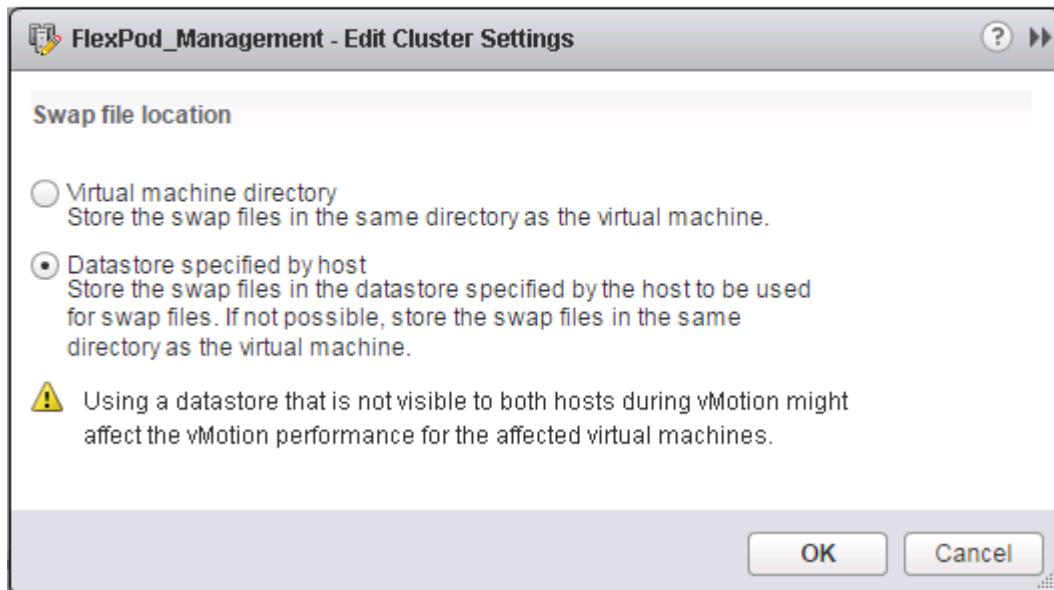 FlexPod_Management - Edit Cluster Settings
?
Swap file location
Virtual machine directory
Store the swap files in the same directory as the virtual machine.
Datastore specified by host
Store the swap files in the datastore specified by the host to be used
for swap files. If not possible, store the swap files in the same
directory as the virtual machine.
Using a datastore that is not visible to both hosts during vMotion might
affect the vMotion performance for the affected virtual machines.
OK
Cancel